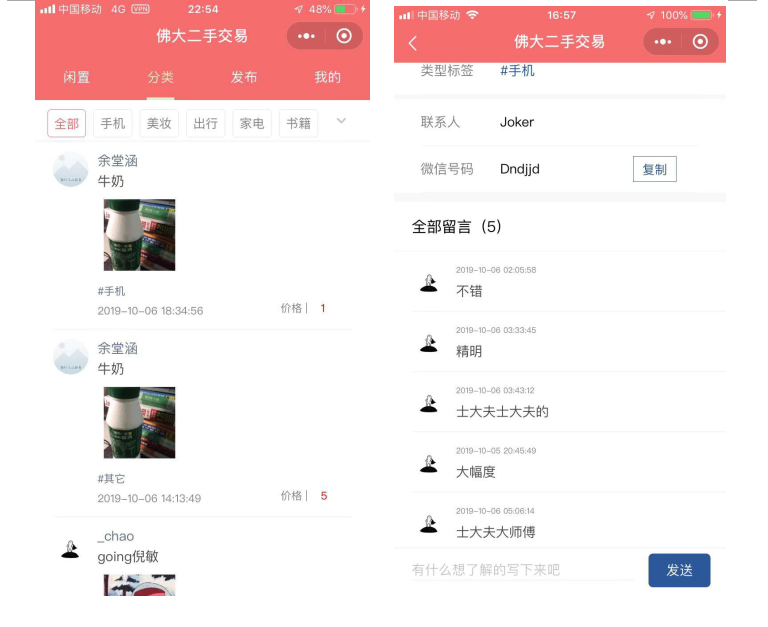 中国移动 4G VPN 22:54 48%
佛大二手交易
闲置 分类 发布 我的
全部 手机 美妆 出行 家电 书籍
余堂涵
牛奶
#手机
2019-10-06 18:34:56 价格 | 1
余堂涵
牛奶
#其它
2019-10-06 14:13:49 价格 | 5
_chao
going倪敏
中国移动 16:57 100%
佛大二手交易
类型标签 #手机
联系人 Joker
微信号码 Dndjjd 复制
全部留言（5）
2019-10-06 02:05:58
不错
2019-10-06 03:33:45
精明
2019-10-06 03:43:12
士大夫士大夫的
2019-10-05 20:45:49
大幅度
2019-10-06 05:06:14
士大夫大师傅
有什么想了解的写下来吧 发送